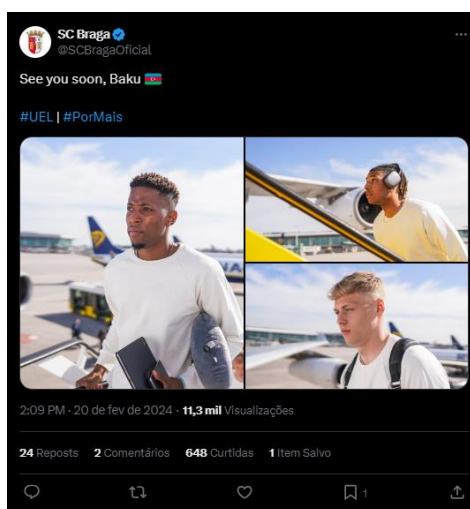 SC Braga
@SCBragaOficial
See you soon, Baku 🇦🇿
#UEL | #PorMais
2:09 PM · 20 de fev de 2024 · 11,3 mil Visualizações
24 Reposts 2 Comentários 648 Curtidas 1 Item Salvo
1